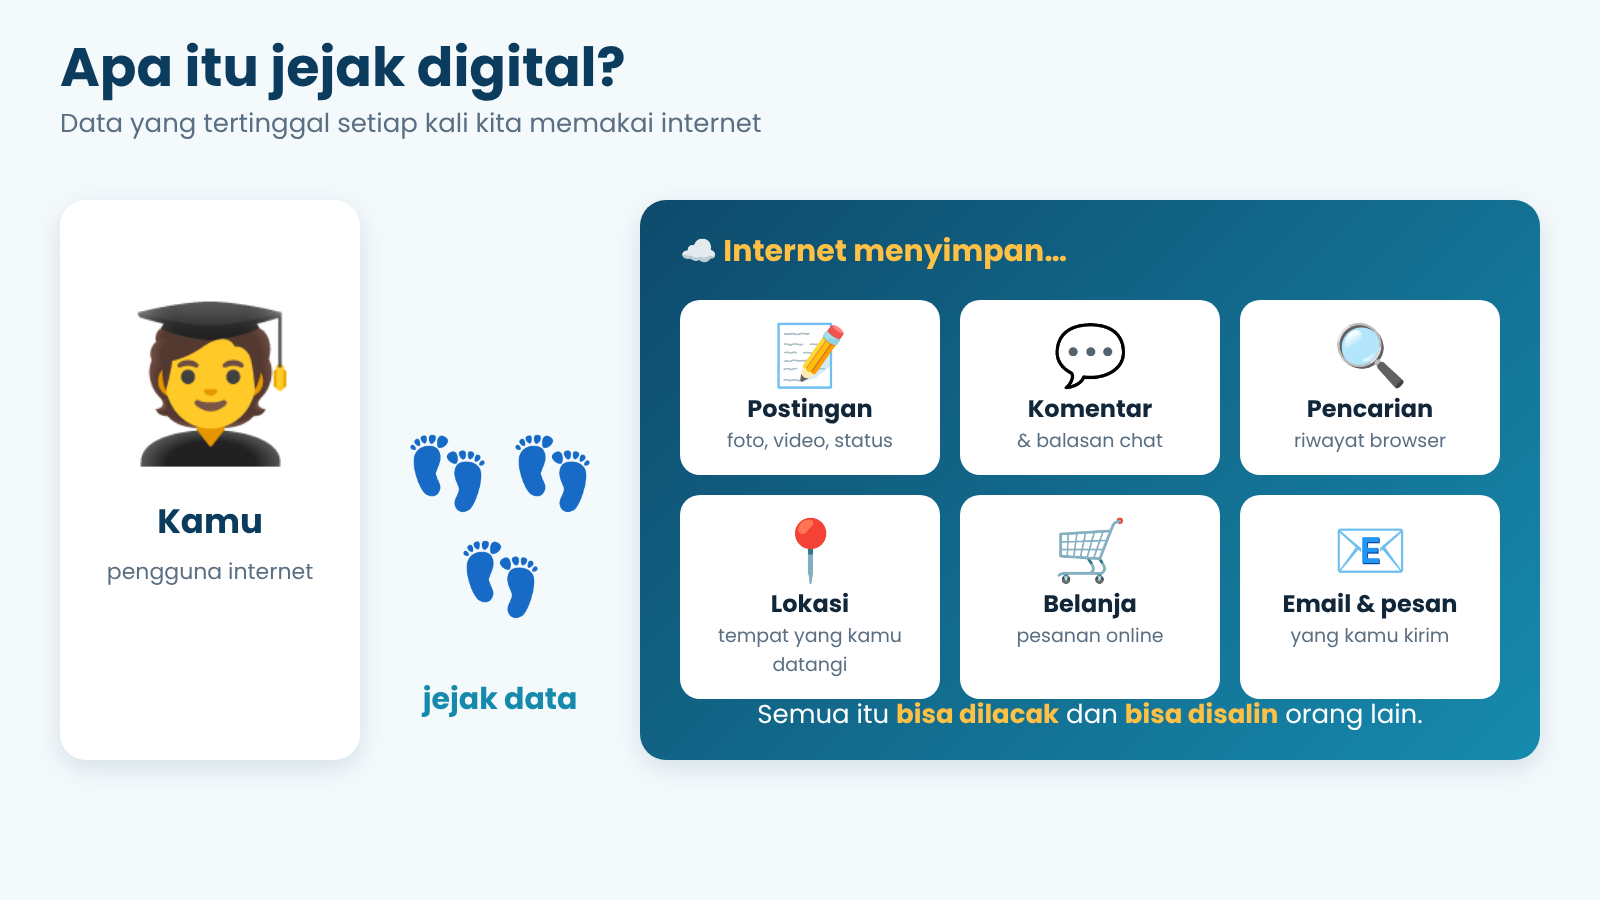 Apa itu jejak digital?
Data yang tertinggal setiap kali kita memakai internet
Kamu
pengguna internet
jejak data
Internet menyimpan...
Postingan
foto, video, status
Komentar
& balasan chat
Pencarian
riwayat browser
Lokasi
tempat yang kamu
datangi
Belanja
pesanan online
Email & pesan
yang kamu kirim
Semua itu bisa dilacak dan bisa disalin orang lain.